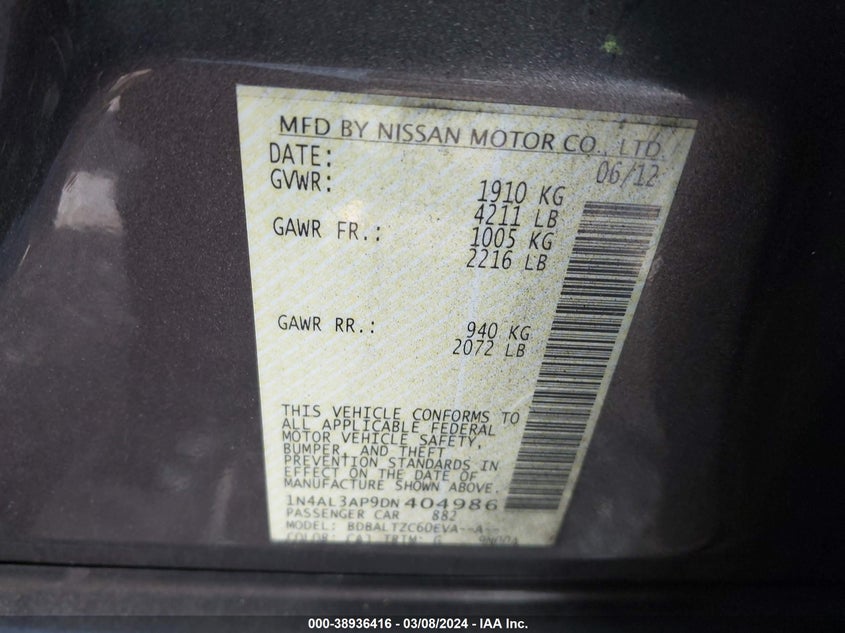 MFD BY NISSAN MOTOR CO., LTD.
DATE: 06/12
GVWR: 1910 KG
4211 LB
GAWR FR.: 1005 KG
2216 LB
GAWR RR.: 940 KG
2072 LB
THIS VEHICLE CONFORMS TO
ALL APPLICABLE FEDERAL
MOTOR VEHICLE SAFETY,
BUMPER, AND THEFT
PREVENTION STANDARDS IN
EFFECT ON THE DATE OF
MANUFACTURE SHOWN ABOVE.
1N4AL3AP9DN404986
PASSENGER CAR 882
MODEL: BDBALTZC60EVA--A--
COLOR: CAJ TRIM: G
000-38936416 - 03/08/2024 - IAA Inc.